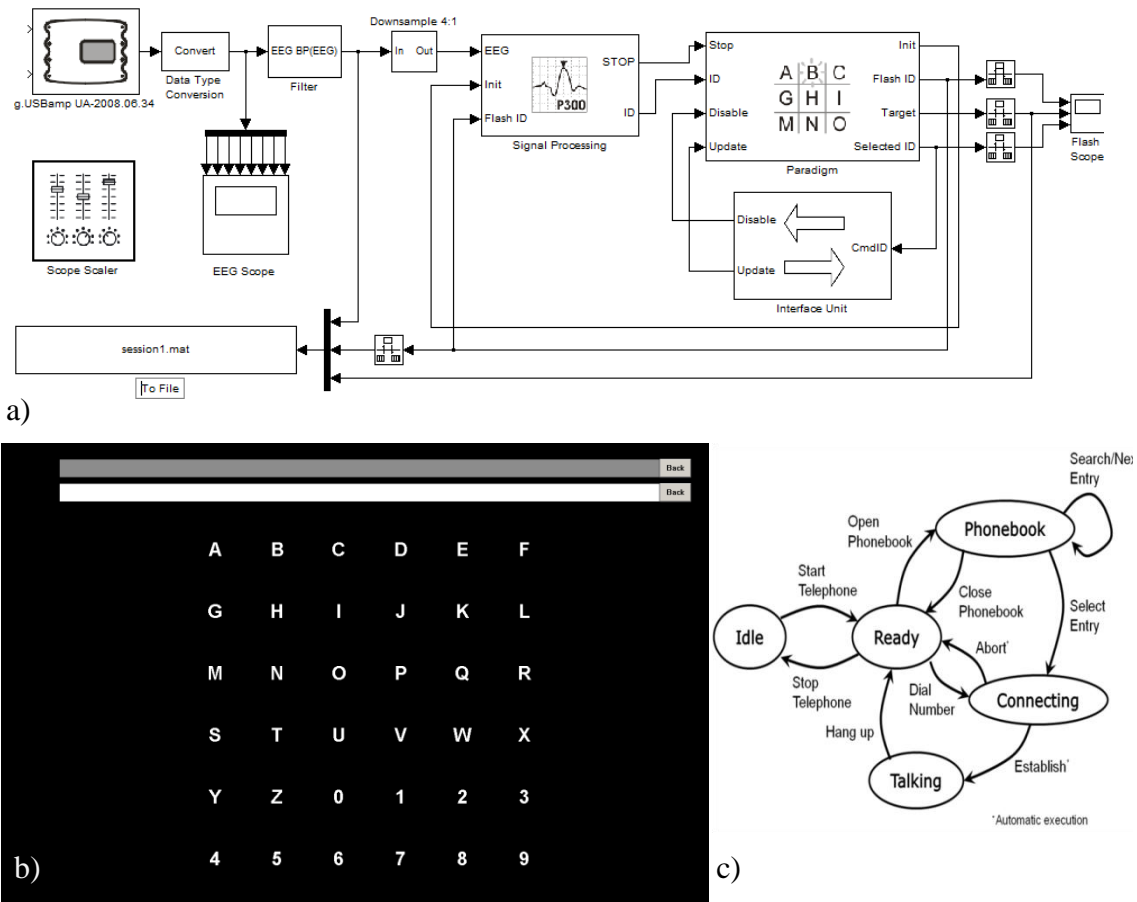 Downsample 4:1
g.USBamp UA-2008.06.34
Convert
Data Type
Conversion
EEG BP(EEG)
Filter
In Out
EEG
Init
Flash ID
STOP
ID
P300
Signal Processing
Stop
ID
Disable
Update
A B C
G H I
M N O
Init
Flash ID
Target
Selected ID
Paradigm
Flash
Scope
Scope Scaler
EEG Scope
Disable
Update
CmdID
Interface Unit
session1.mat
To File
a)
Back
Back
A B C D E F
G H I J K L
M N O P Q R
S T U V W X
Y Z 0 1 2 3
4 5 6 7 8 9
b)
Search/Nex
Entry
Phonebook
Open
Phonebook
Start
Telephone
Close
Phonebook
Select
Entry
Idle
Ready
Abort*
Stop
Telephone
Dial
Number
Connecting
Hang up
Establish*
Talking
*Automatic execution
c)